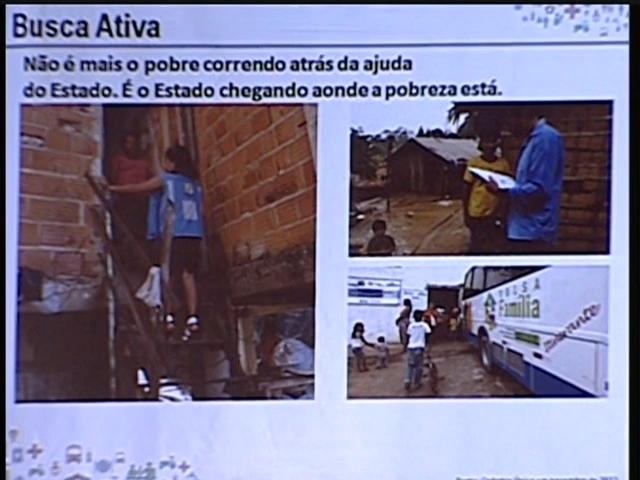 Busca Ativa
Não é mais o pobre correndo atrás da ajuda
do Estado. É o Estado chegando aonde a pobreza está.
BOLSA
Família